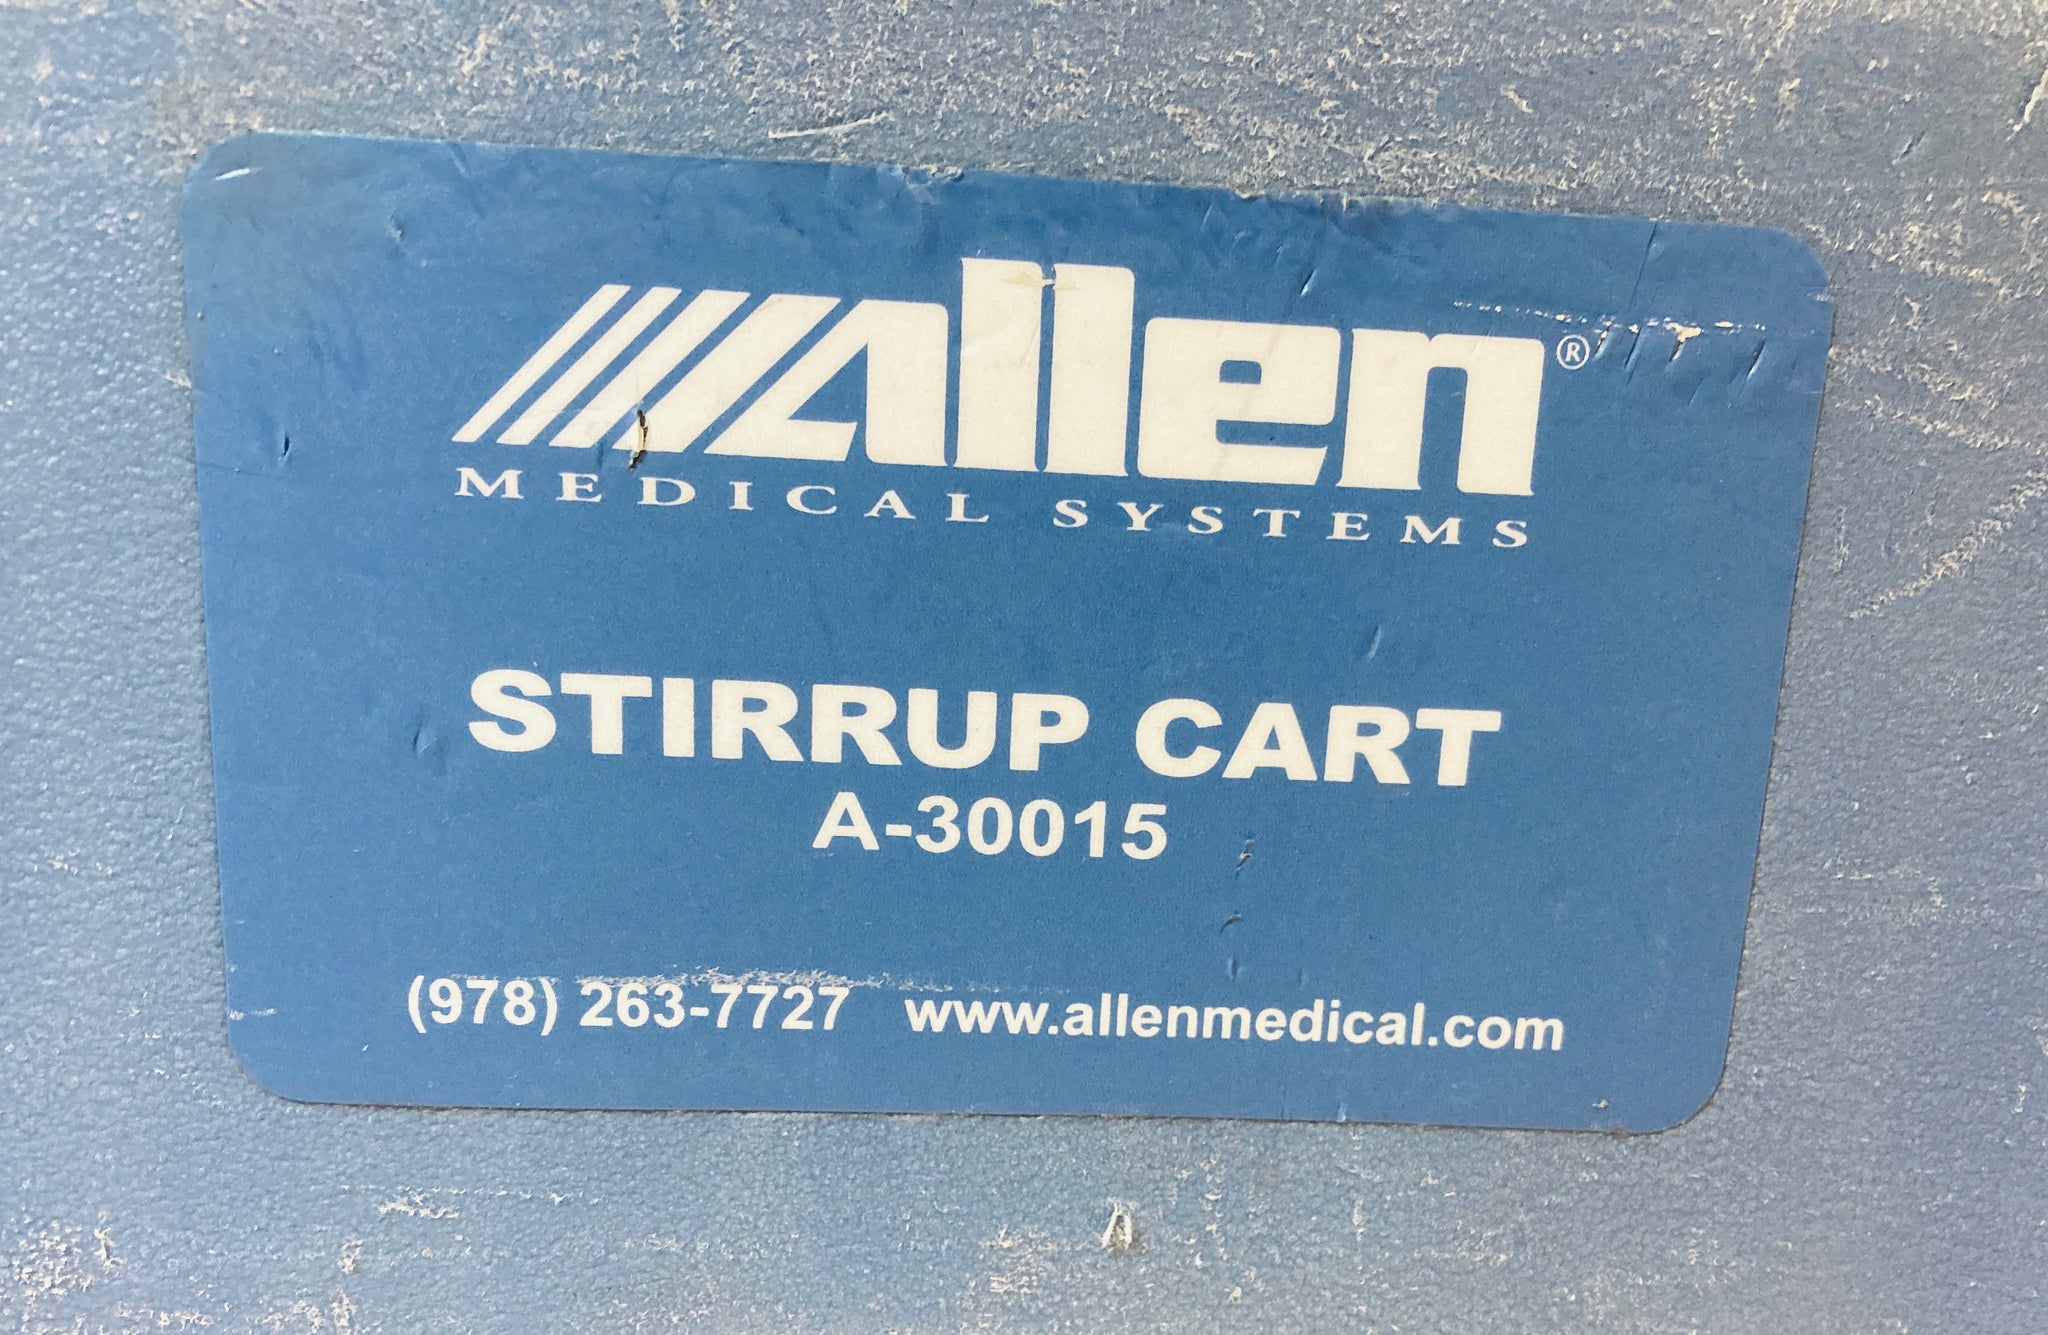 Allen®
MEDICAL SYSTEMS
STIRRUP CART
A-30015
(978) 263-7727 www.allenmedical.com